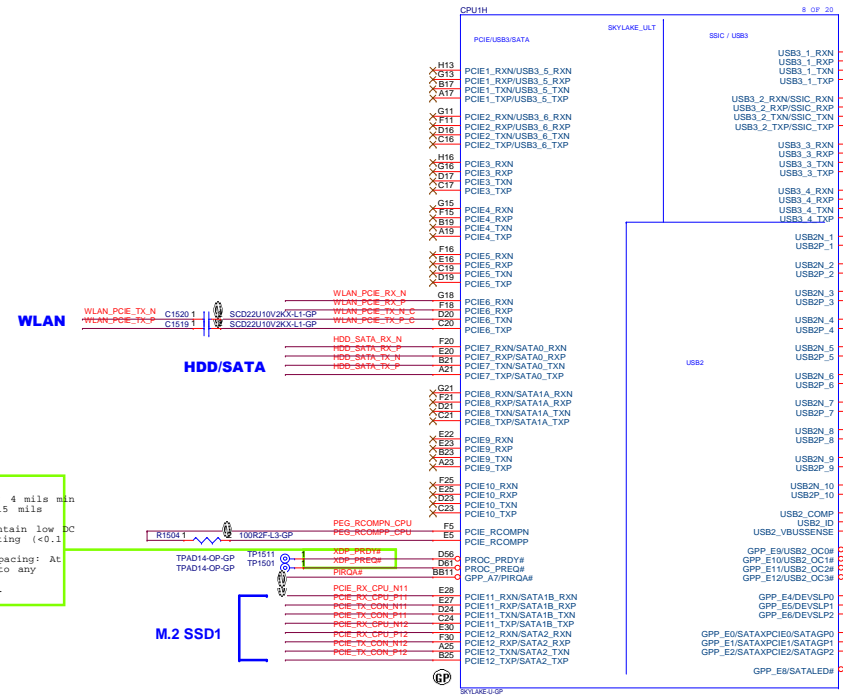 CPU1H
8 OF 20
SKYLAKE_ULT
PCIE/USB3/SATA
SSIC / USB3
H13 PCIE1_RXN/USB3_5_RXN
G13 PCIE1_RXP/USB3_5_RXP
B17 PCIE1_TXN/USB3_5_TXN
A17 PCIE1_TXP/USB3_5_TXP
G11 PCIE2_RXN/USB3_6_RXN
F11 PCIE2_RXP/USB3_6_RXP
D16 PCIE2_TXN/USB3_6_TXN
C16 PCIE2_TXP/USB3_6_TXP
H16 PCIE3_RXN
G16 PCIE3_RXP
D17 PCIE3_TXN
C17 PCIE3_TXP
G15 PCIE4_RXN
F15 PCIE4_RXP
B19 PCIE4_TXN
A19 PCIE4_TXP
F16 PCIE5_RXN
E16 PCIE5_RXP
C19 PCIE5_TXN
D19 PCIE5_TXP
WLAN
WLAN_PCIE_RX_N G18 PCIE6_RXN
WLAN_PCIE_RX_P F18 PCIE6_RXP
WLAN_PCIE_TX_N C1520 1 SCD22U10V2KX-L1-GP WLAN_PCIE_TX_N_C D20 PCIE6_TXN
WLAN_PCIE_TX_P C1519 1 SCD22U10V2KX-L1-GP WLAN_PCIE_TX_P_C C20 PCIE6_TXP
HDD/SATA
HDD_SATA_RX_N F20 PCIE7_RXN/SATA0_RXN
HDD_SATA_RX_P E20 PCIE7_RXP/SATA0_RXP
HDD_SATA_TX_N B21 PCIE7_TXN/SATA0_TXN
HDD_SATA_TX_P A21 PCIE7_TXP/SATA0_TXP
G21 PCIE8_RXN/SATA1A_RXN
F21 PCIE8_RXP/SATA1A_RXP
D21 PCIE8_TXN/SATA1A_TXN
C21 PCIE8_TXP/SATA1A_TXP
E22 PCIE9_RXN
E23 PCIE9_RXP
B23 PCIE9_TXN
A23 PCIE9_TXP
F25 PCIE10_RXN
E25 PCIE10_RXP
D23 PCIE10_TXN
C23 PCIE10_TXP
4 mils min
5 mils
tain low DC
ting (<0.1
pacing: At
to any
PEG_RCOMPN_CPU F5 PCIE_RCOMPN
R1504 1 100R2F-L3-GP PEG_RCOMPP_CPU E5 PCIE_RCOMPP
TPAD14-OP-GP TP1511 1 XDP_PRDY# D56 PROC_PRDY#
TPAD14-OP-GP TP1501 1 XDP_PREQ# D61 PROC_PREQ#
PIRQA# BB11 GPP_A7/PIRQA#
M.2 SSD1
PCIE_RX_CPU_N11 E28 PCIE11_RXN/SATA1B_RXN
PCIE_RX_CPU_P11 E27 PCIE11_RXP/SATA1B_RXP
PCIE_TX_CON_N11 D24 PCIE11_TXN/SATA1B_TXN
PCIE_TX_CON_P11 C24 PCIE11_TXP/SATA1B_TXP
PCIE_RX_CPU_N12 E30 PCIE12_RXN/SATA2_RXN
PCIE_RX_CPU_P12 F30 PCIE12_RXP/SATA2_RXP
PCIE_TX_CON_N12 A25 PCIE12_TXN/SATA2_TXN
PCIE_TX_CON_P12 B25 PCIE12_TXP/SATA2_TXP
GP
SKYLAKE-U-GP
USB3_1_RXN
USB3_1_RXP
USB3_1_TXN
USB3_1_TXP
USB3_2_RXN/SSIC_RXN
USB3_2_RXP/SSIC_RXP
USB3_2_TXN/SSIC_TXN
USB3_2_TXP/SSIC_TXP
USB3_3_RXN
USB3_3_RXP
USB3_3_TXN
USB3_3_TXP
USB3_4_RXN
USB3_4_RXP
USB3_4_TXN
USB3_4_TXP
USB2
USB2N_1
USB2P_1
USB2N_2
USB2P_2
USB2N_3
USB2P_3
USB2N_4
USB2P_4
USB2N_5
USB2P_5
USB2N_6
USB2P_6
USB2N_7
USB2P_7
USB2N_8
USB2P_8
USB2N_9
USB2P_9
USB2N_10
USB2P_10
USB2_COMP
USB2_ID
USB2_VBUSSENSE
GPP_E9/USB2_OC0#
GPP_E10/USB2_OC1#
GPP_E11/USB2_OC2#
GPP_E12/USB2_OC3#
GPP_E4/DEVSLP0
GPP_E5/DEVSLP1
GPP_E6/DEVSLP2
GPP_E0/SATAXPCIE0/SATAGP0
GPP_E1/SATAXPCIE1/SATAGP1
GPP_E2/SATAXPCIE2/SATAGP2
GPP_E8/SATALED#